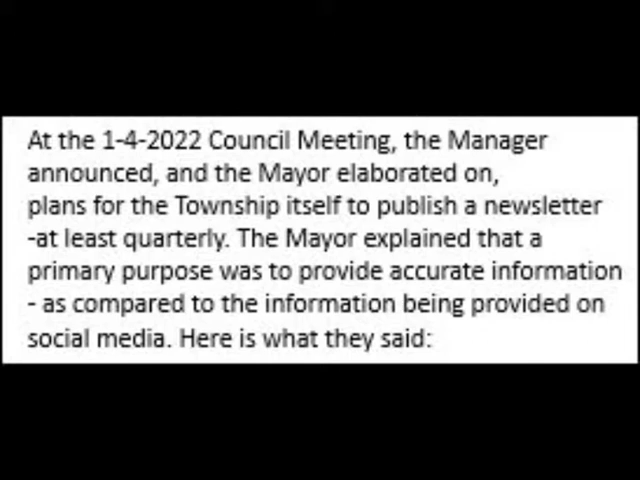 At the 1-4-2022 Council Meeting, the Manager
announced, and the Mayor elaborated on,
plans for the Township itself to publish a newsletter
-at least quarterly. The Mayor explained that a
primary purpose was to provide accurate information
- as compared to the information being provided on
social media. Here is what they said: